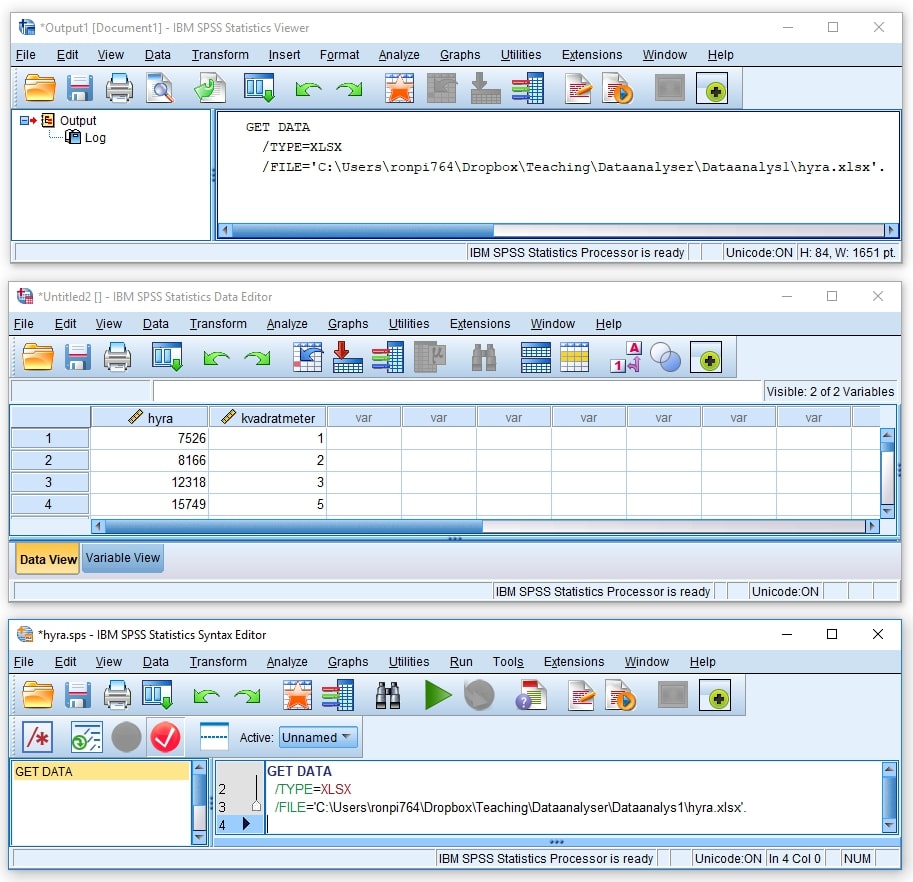 *Output1 [Document1] - IBM SPSS Statistics Viewer
File Edit View Data Transform Insert Format Analyze Graphs Utilities Extensions Window Help
Output
Log
GET DATA
/TYPE=XLSX
/FILE='C:\Users\ronpi764\Dropbox\Teaching\Dataanalyser\Dataanalys1\hyra.xlsx'.
IBM SPSS Statistics Processor is ready Unicode:ON H: 84, W: 1651 pt.
*Untitled2 [] - IBM SPSS Statistics Data Editor
File Edit View Data Transform Analyze Graphs Utilities Extensions Window Help
Visible: 2 of 2 Variables
hyra kvadratmeter var var var var var var var
1 7526 1
2 8166 2
3 12318 3
4 15749 5
Data View Variable View
IBM SPSS Statistics Processor is ready Unicode:ON
*hyra.sps - IBM SPSS Statistics Syntax Editor
File Edit View Data Transform Analyze Graphs Utilities Run Tools Extensions Window Help
Active: Unnamed
GET DATA
GET DATA
2 /TYPE=XLSX
3 /FILE='C:\Users\ronpi764\Dropbox\Teaching\Dataanalyser\Dataanalys1\hyra.xlsx'.
4
IBM SPSS Statistics Processor is ready Unicode:ON In 4 Col 0 NUM